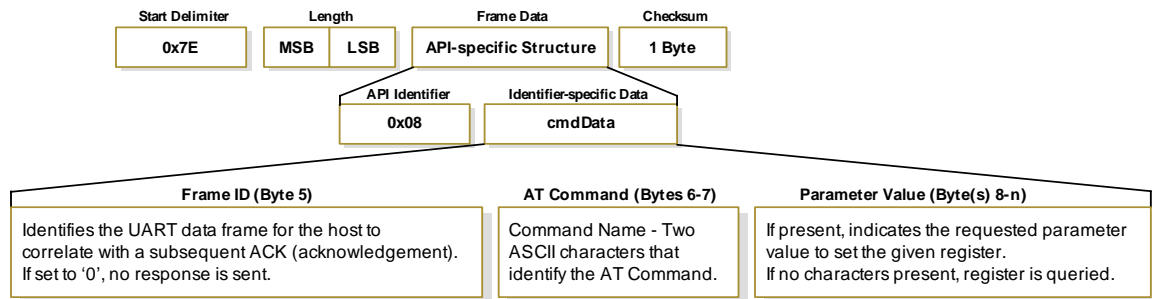 Start Delimiter Length Frame Data Checksum
0x7E MSB LSB API-specific Structure 1 Byte
API Identifier Identifier-specific Data
0x08 cmdData
Frame ID (Byte 5)
Identifies the UART data frame for the host to
correlate with a subsequent ACK (acknowledgement).
If set to ‘0’, no response is sent.
AT Command (Bytes 6-7)
Command Name - Two
ASCII characters that
identify the AT Command.
Parameter Value (Byte(s) 8-n)
If present, indicates the requested parameter
value to set the given register.
If no characters present, register is queried.